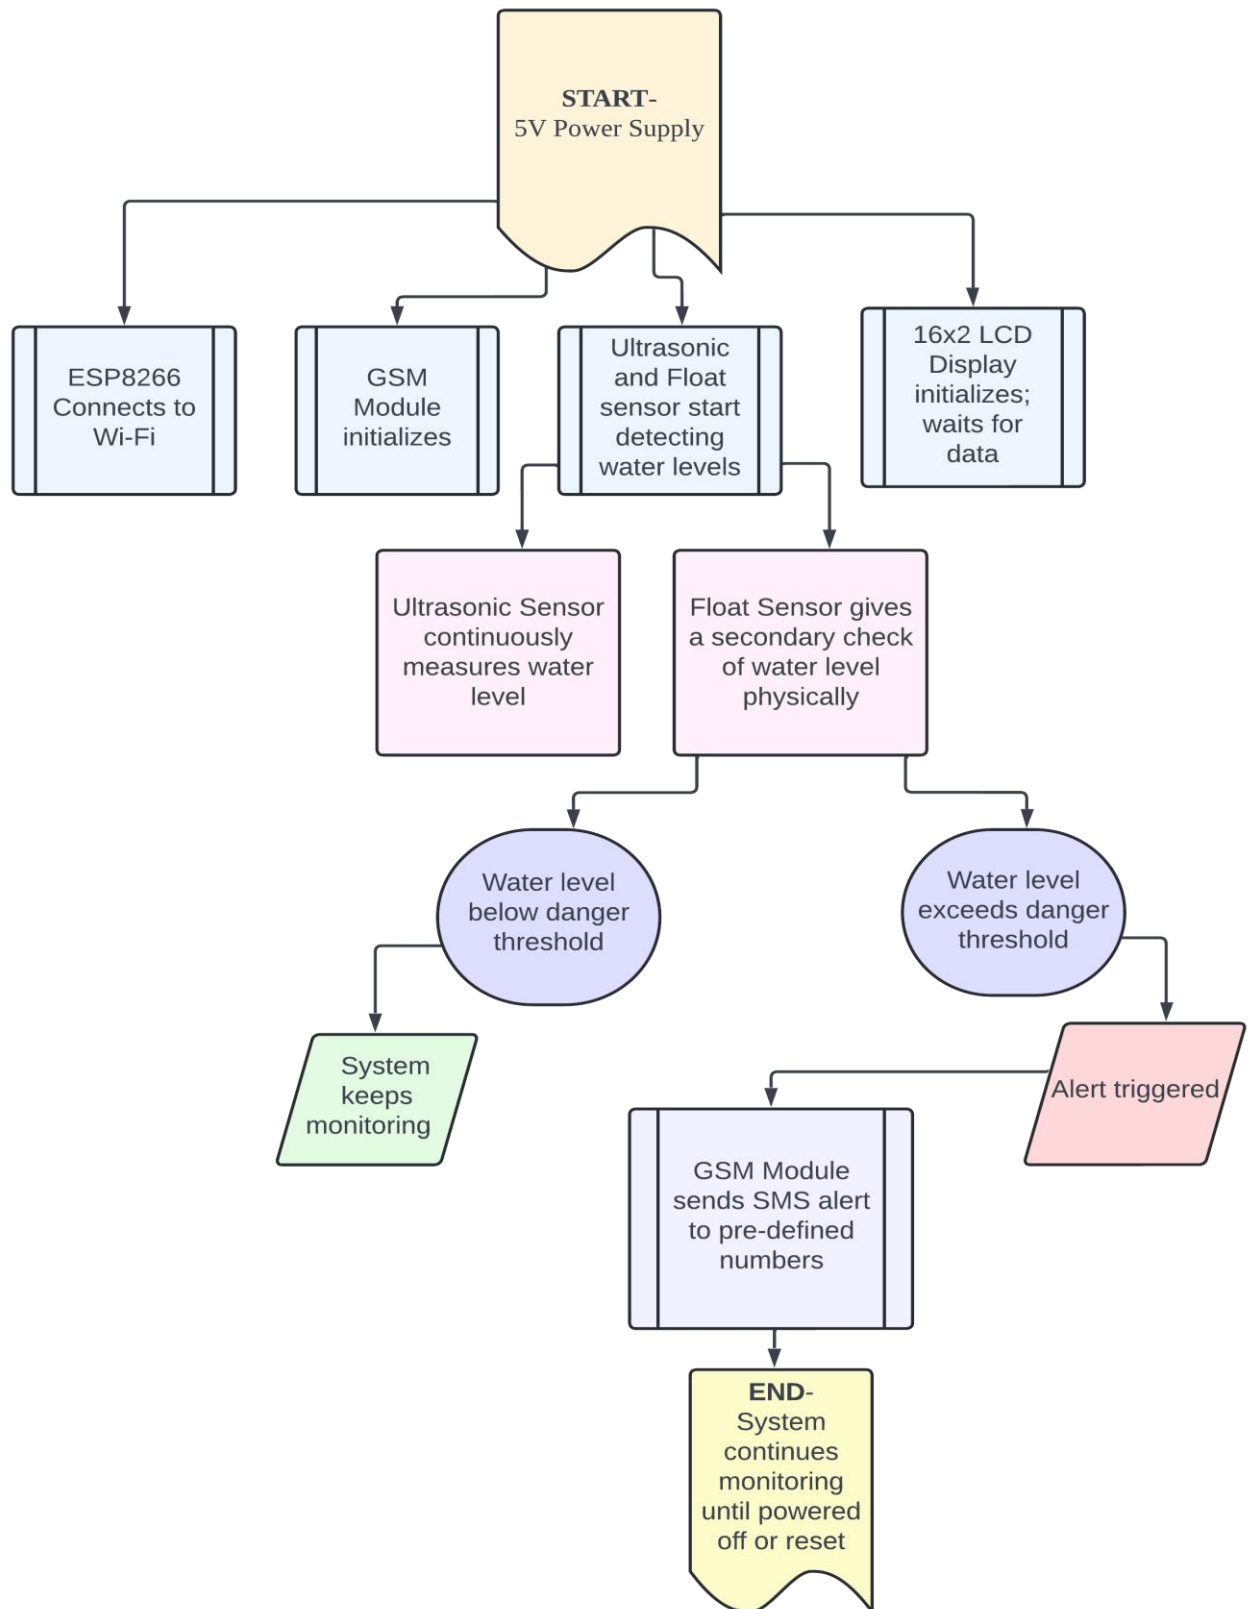 START-
5V Power Supply
ESP8266
Connects to
Wi-Fi
GSM
Module
initializes
Ultrasonic
and Float
sensor start
detecting
water levels
16x2 LCD
Display
initializes;
waits for
data
Ultrasonic Sensor
continuously
measures water
level
Float Sensor gives
a secondary check
of water level
physically
Water level
below danger
threshold
Water level
exceeds danger
threshold
System
keeps
monitoring
Alert triggered
GSM Module
sends SMS alert
to pre-defined
numbers
END-
System
continues
monitoring
until powered
off or reset